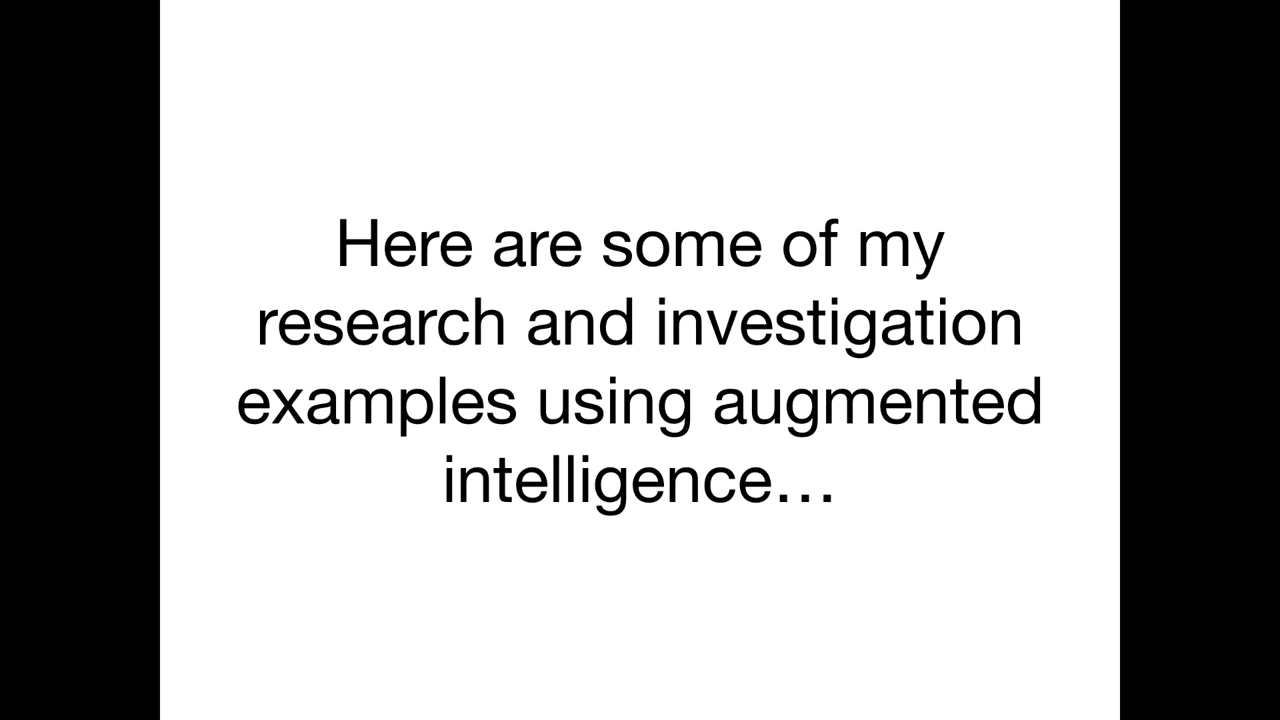 Here are some of my
research and investigation
examples using augmented
intelligence…